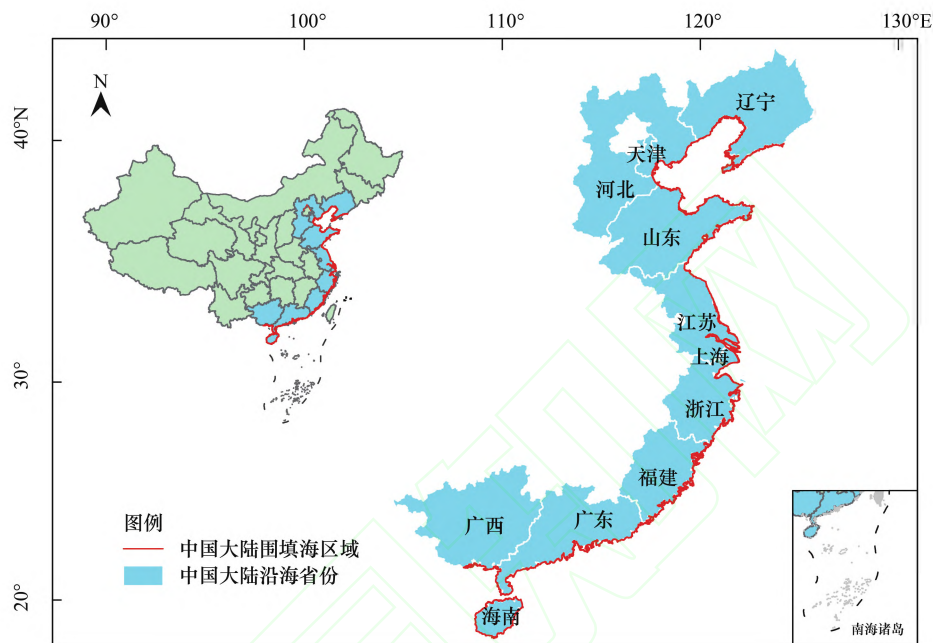 90°
100°
110°
120°
130°E
N
40°N
30°
20°
辽宁
天津
河北
山东
江苏
上海
浙江
福建
广东
广西
海南
图例
中国大陆围填海区域
中国大陆沿海省份
南海诸岛